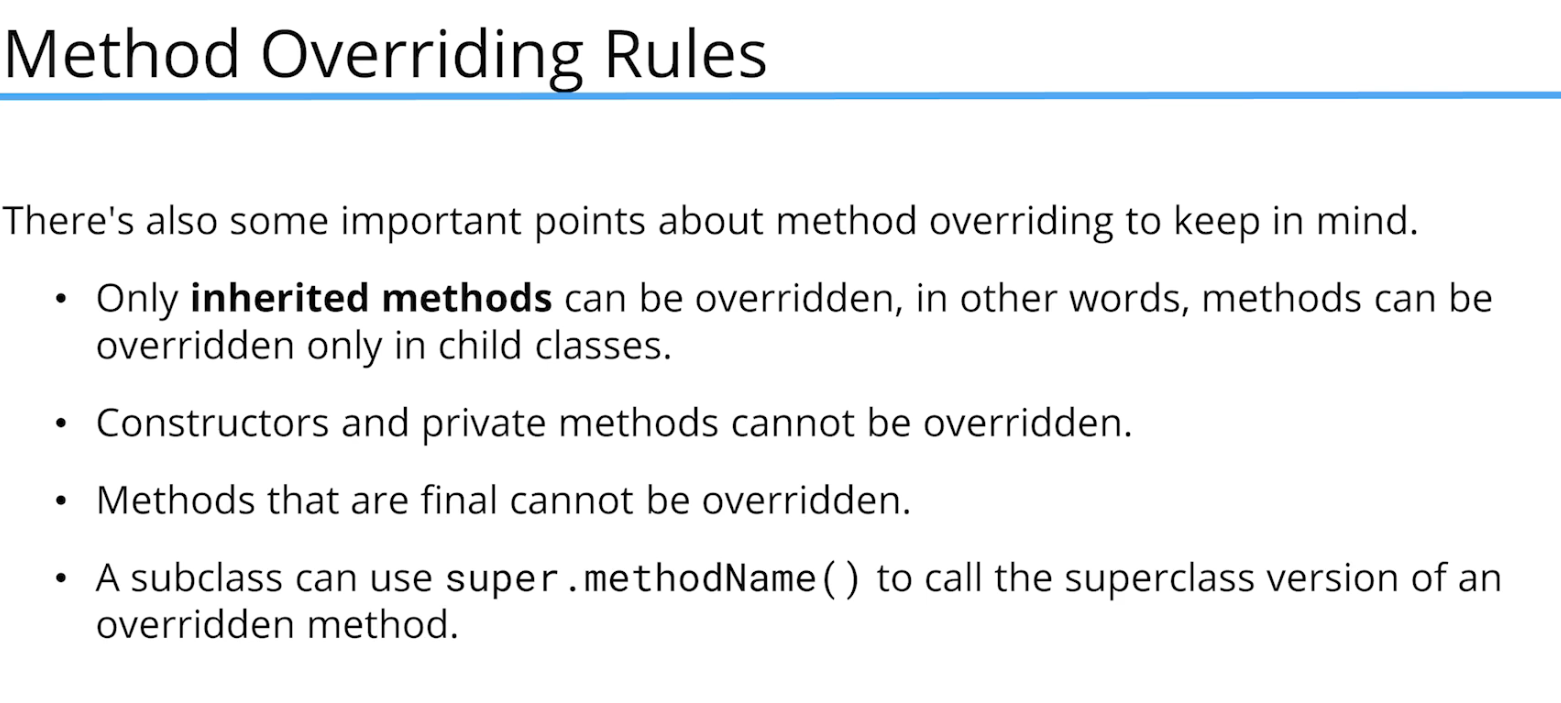 Method Overriding Rules
There's also some important points about method overriding to keep in mind.
• Only inherited methods can be overridden, in other words, methods can be
overridden only in child classes.
• Constructors and private methods cannot be overridden.
• Methods that are final cannot be overridden.
• A subclass can use super.methodName() to call the superclass version of an
overridden method.